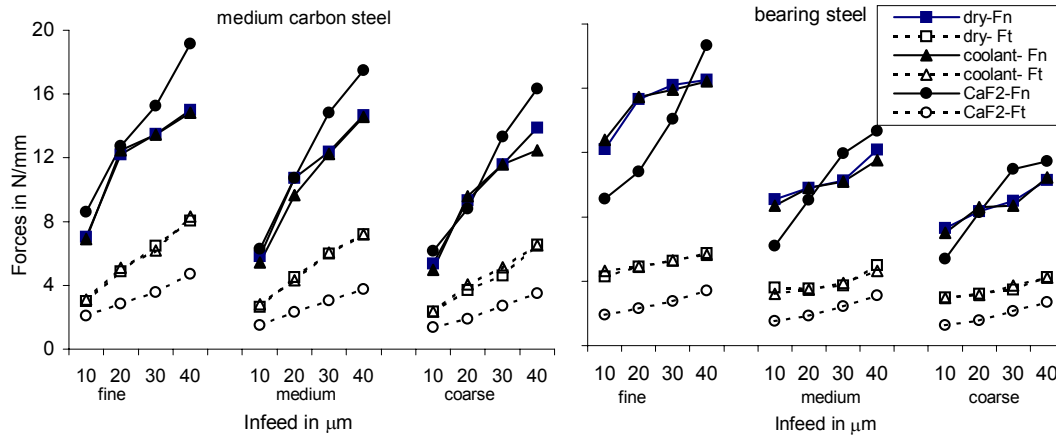 medium carbon steel
bearing steel
dry-Fn
dry- Ft
coolant- Fn
coolant- Ft
CaF2-Fn
CaF2-Ft
Forces in N/mm
20
16
12
8
4
0
10 20 30 40 10 20 30 40 10 20 30 40
fine medium coarse
Infeed in μm
10 20 30 40 10 20 30 40 10 20 30 40
fine medium coarse
Infeed in μm